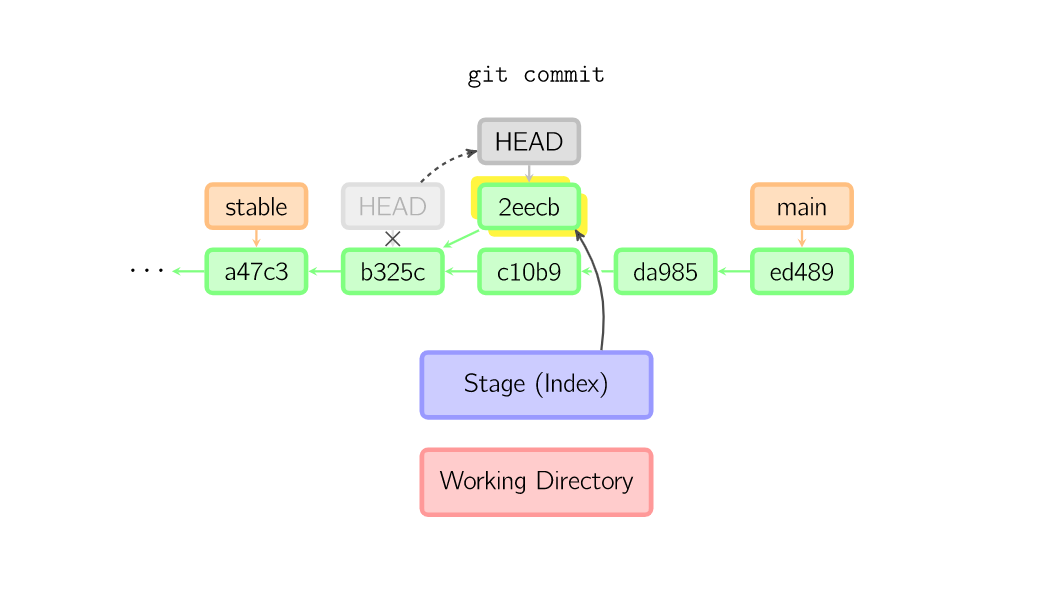 git commit
HEAD
stable
HEAD
2eecb
main
...
a47c3
b325c
c10b9
da985
ed489
Stage (Index)
Working Directory